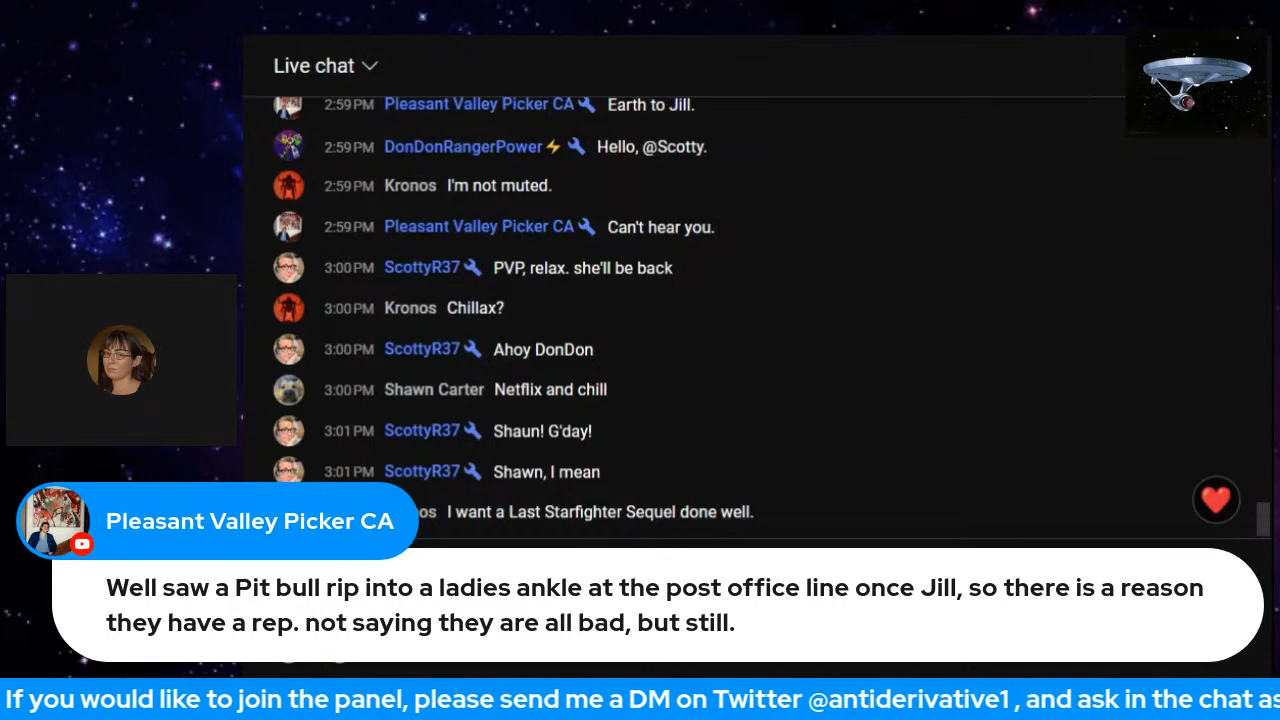 Live chat
2:59 PM Pleasant Valley Picker CA Earth to Jill.
2:59 PM DonDonRangerPower⚡ Hello, @Scotty.
2:59 PM Kronos I'm not muted.
2:59 PM Pleasant Valley Picker CA Can't hear you.
3:00 PM ScottyR37 PVP, relax. she'll be back
3:00 PM Kronos Chillax?
3:00 PM ScottyR37 Ahoy DonDon
3:00 PM Shawn Carter Netflix and chill
3:01 PM ScottyR37 Shaun! G'day!
3:01 PM ScottyR37 Shawn, I mean
os I want a Last Starfighter Sequel done well.
Pleasant Valley Picker CA
Well saw a Pit bull rip into a ladies ankle at the post office line once Jill, so there is a reason
they have a rep. not saying they are all bad, but still.
If you would like to join the panel, please send me a DM on Twitter @antiderivative1 , and ask in the chat as